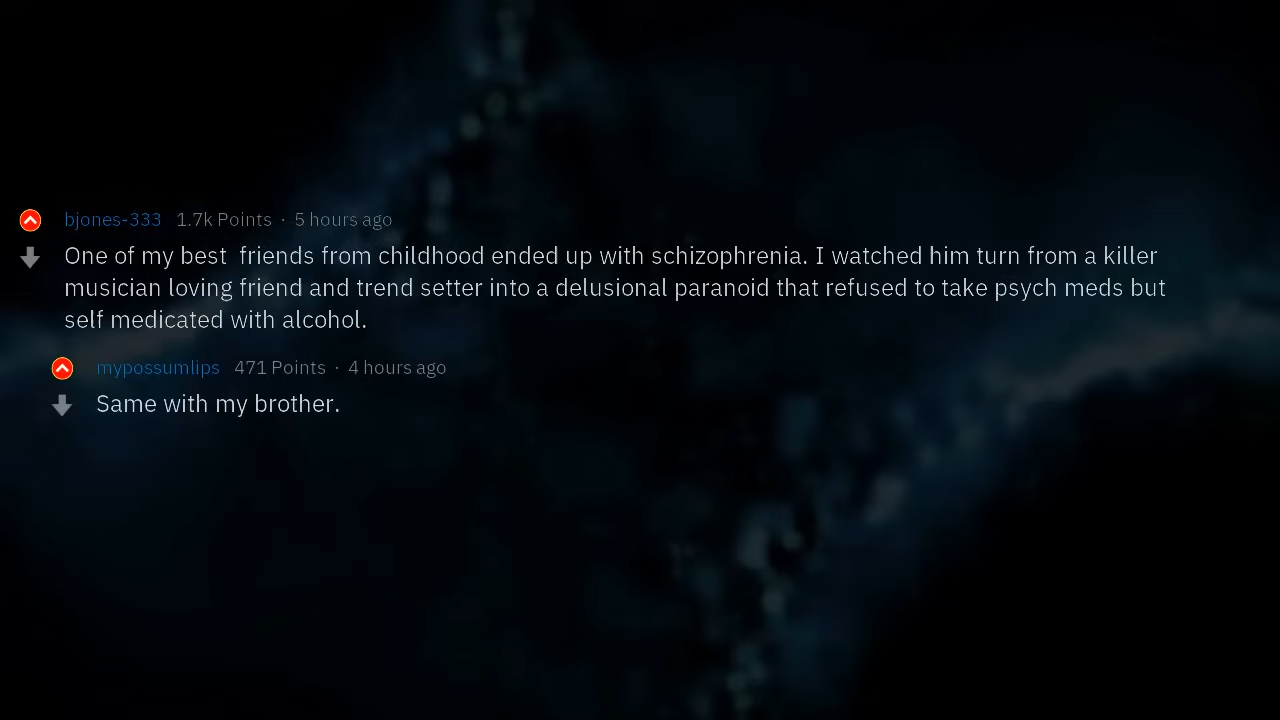 bjones-333 1.7k Points · 5 hours ago
One of my best  friends from childhood ended up with schizophrenia. I watched him turn from a killer
musician loving friend and trend setter into a delusional paranoid that refused to take psych meds but
self medicated with alcohol.
mypossumlips 471 Points · 4 hours ago
Same with my brother.